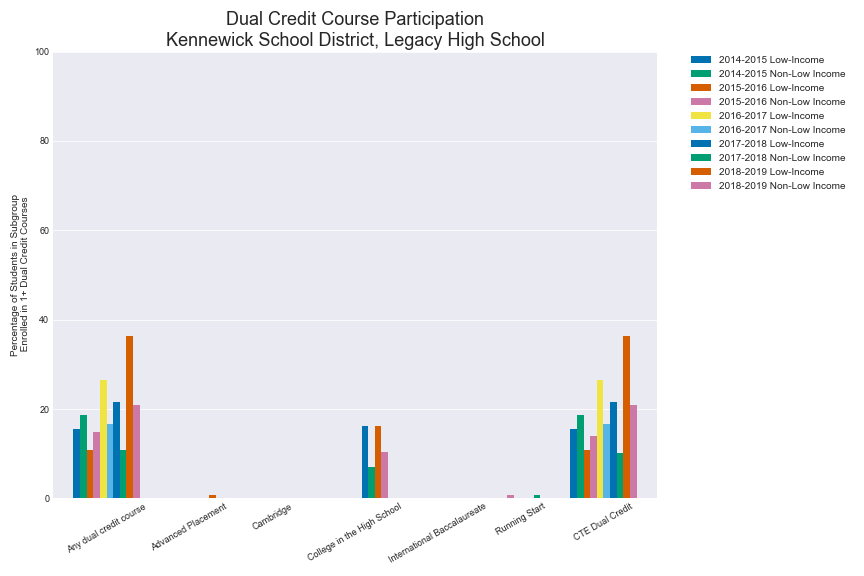 Dual Credit Course Participation
Kennewick School District, Legacy High School
Percentage of Students in Subgroup
Enrolled in 1+ Dual Credit Courses
100
80
60
40
20
0
Any dual credit course
Advanced Placement
Cambridge
College in the High School
International Baccalaureate
Running Start
CTE Dual Credit
2014-2015 Low-Income
2014-2015 Non-Low Income
2015-2016 Low-Income
2015-2016 Non-Low Income
2016-2017 Low-Income
2016-2017 Non-Low Income
2017-2018 Low-Income
2017-2018 Non-Low Income
2018-2019 Low-Income
2018-2019 Non-Low Income